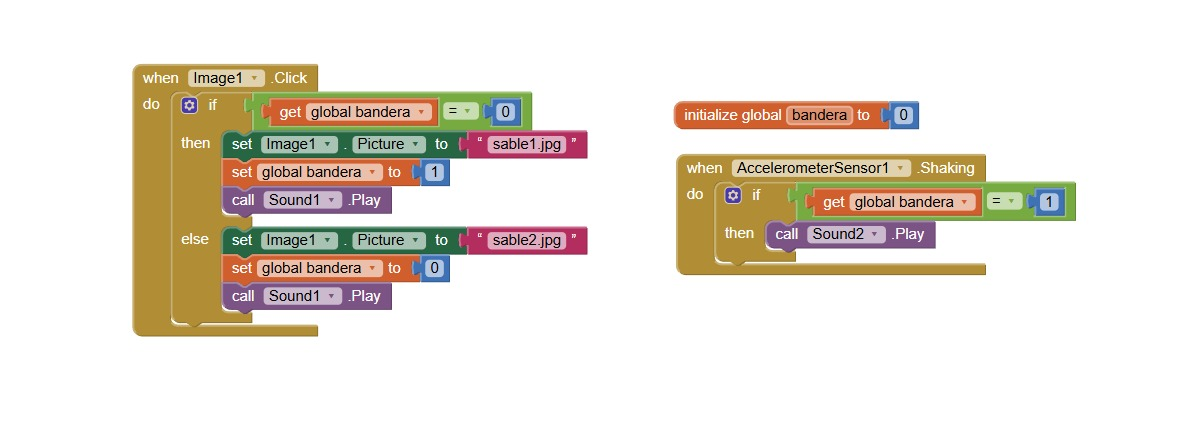 when Image1 .Click
do if get global bandera = 0
then set Image1 . Picture to " sable1.jpg "
set global bandera to 1
call Sound1 .Play
else set Image1 . Picture to " sable2.jpg "
set global bandera to 0
call Sound1 .Play
initialize global bandera to 0
when AccelerometerSensor1 .Shaking
do if get global bandera = 1
then call Sound2 .Play